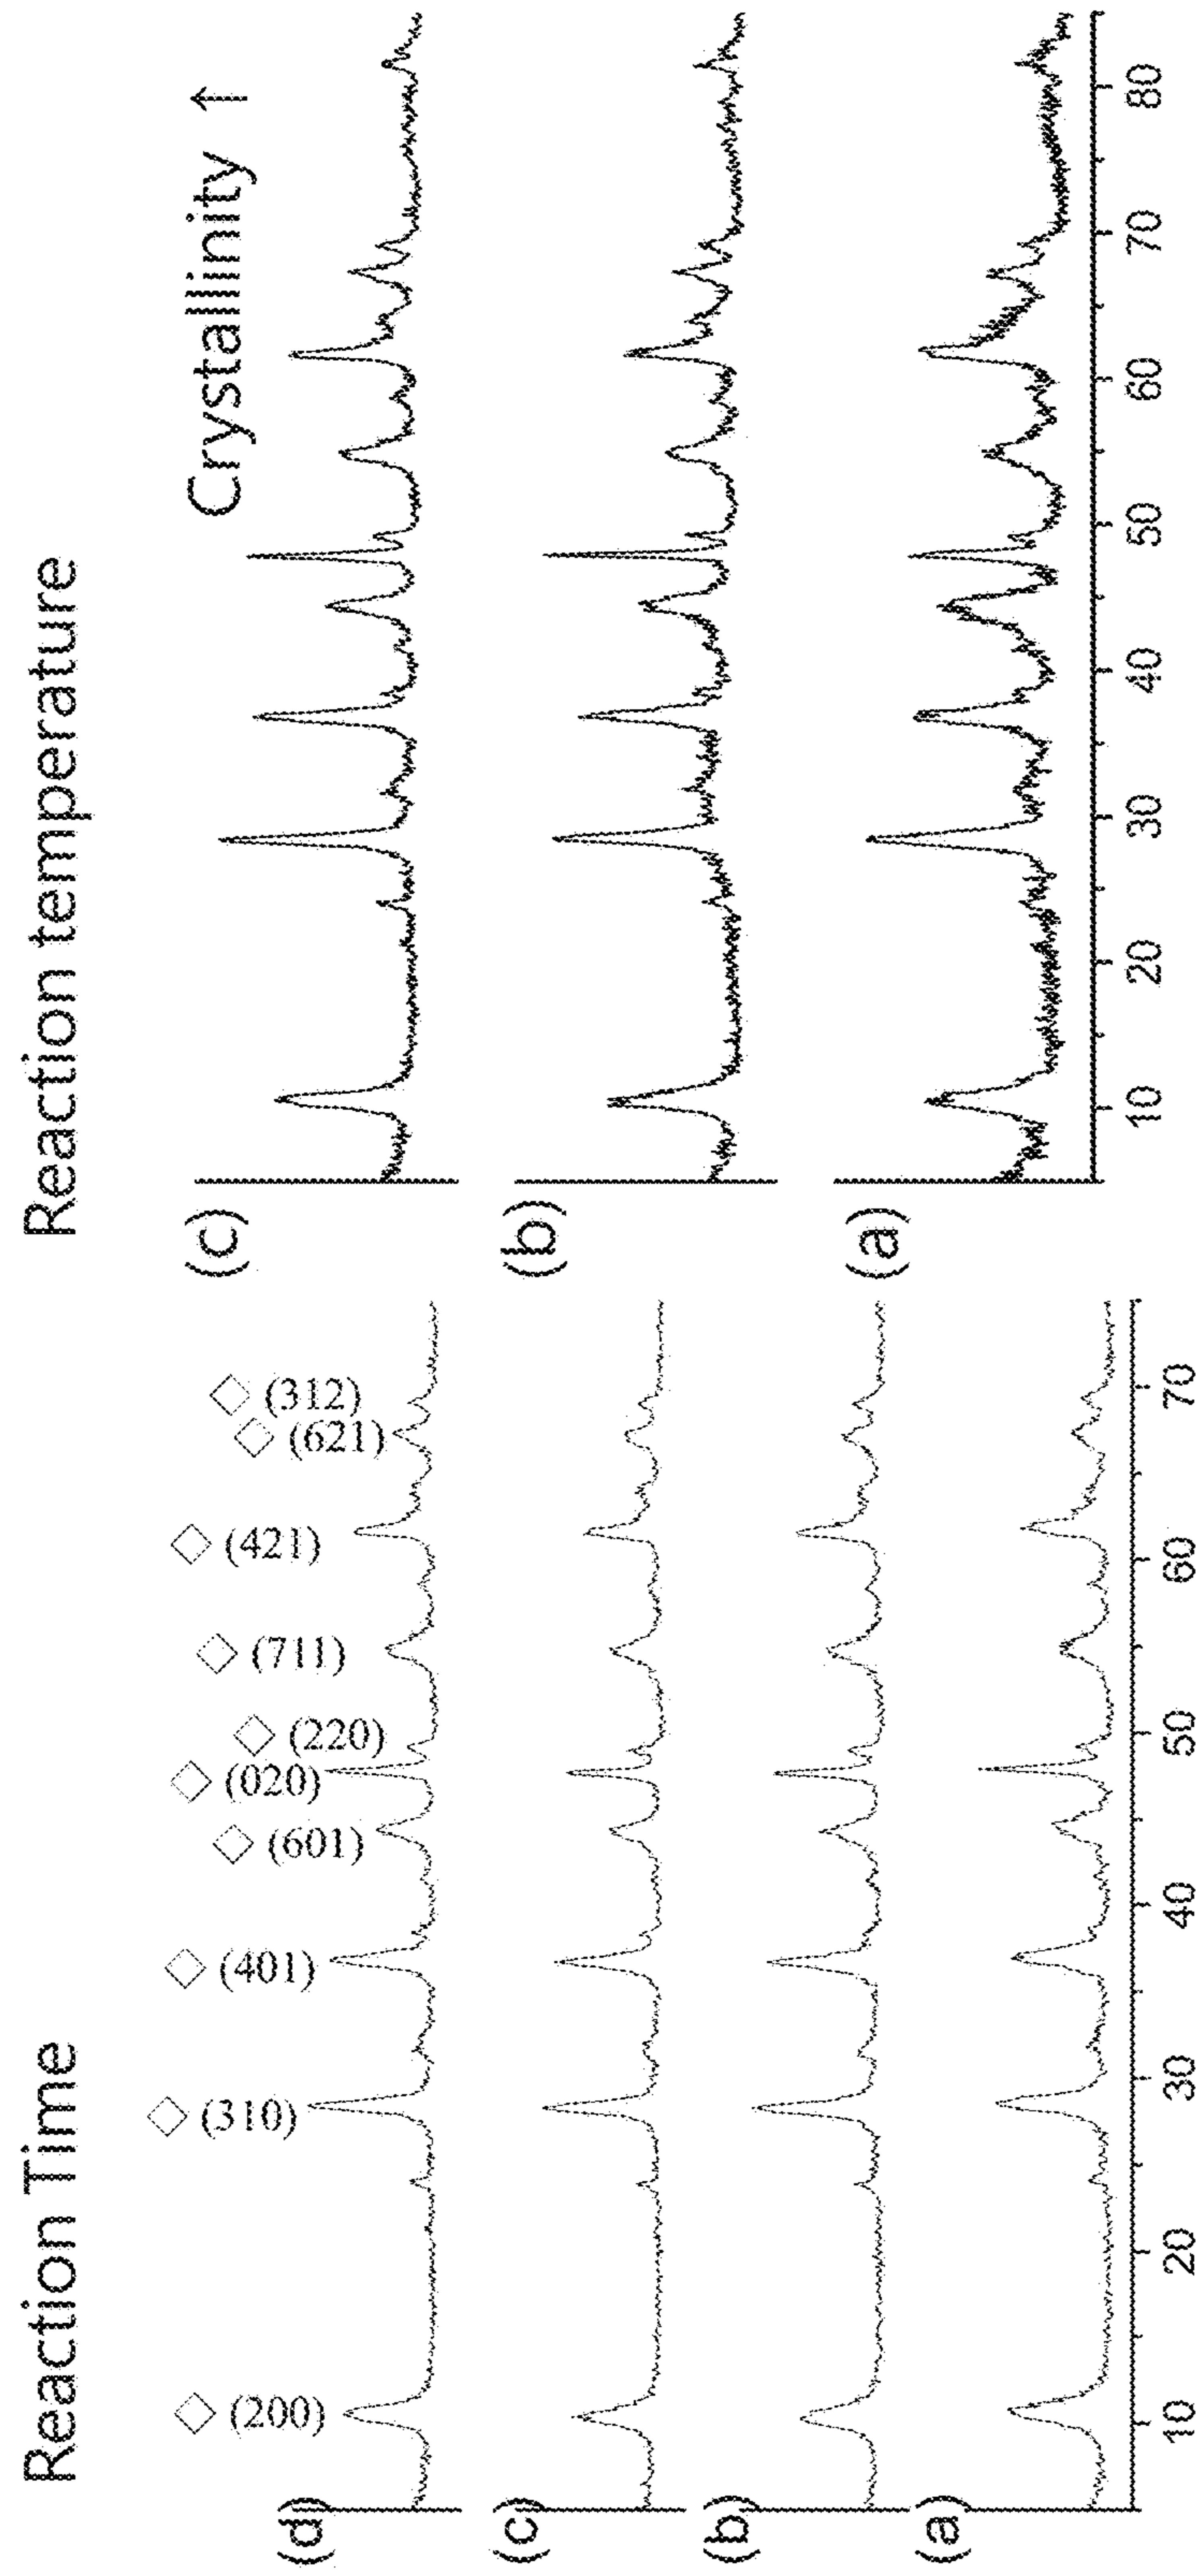 Reaction Time
(d)
(200)
(310)
(401)
(601)
(020)
(220)
(711)
(421)
(621)
(312)
(c)
(b)
(a)
10 20 30 40 50 60 70
Reaction temperature
Crystallinity ↑
(c)
(b)
(a)
10 20 30 40 50 60 70 80